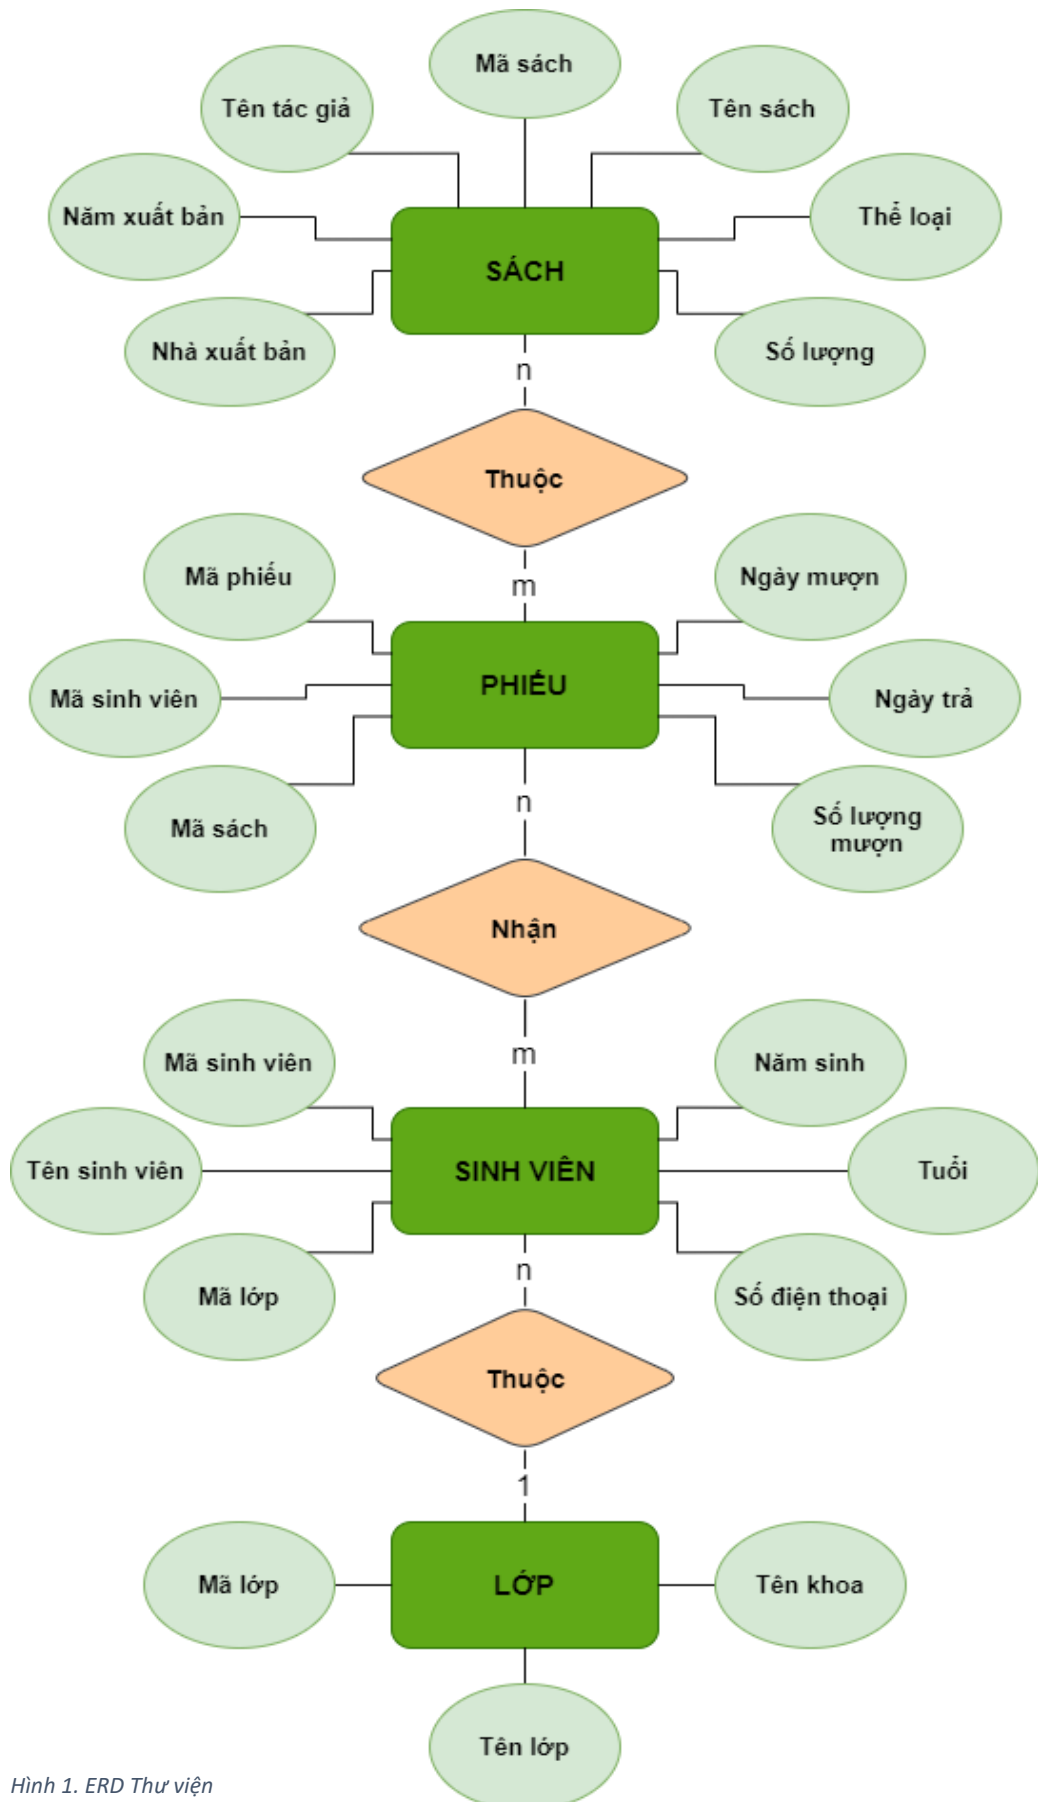 Mã sách
Tên tác giả
Tên sách
Năm xuất bản
Thể loại
SÁCH
Nhà xuất bản
Số lượng
n
Thuộc
Mã phiếu
Ngày mượn
m
PHIẾU
Mã sinh viên
Ngày trả
Mã sách
Số lượng
mượn
n
Nhận
m
Mã sinh viên
Năm sinh
Tên sinh viên
SINH VIÊN
Tuổi
Mã lớp
Số điện thoại
n
Thuộc
1
Mã lớp
LỚP
Tên khoa
Tên lớp
Hình 1. ERD Thư viện